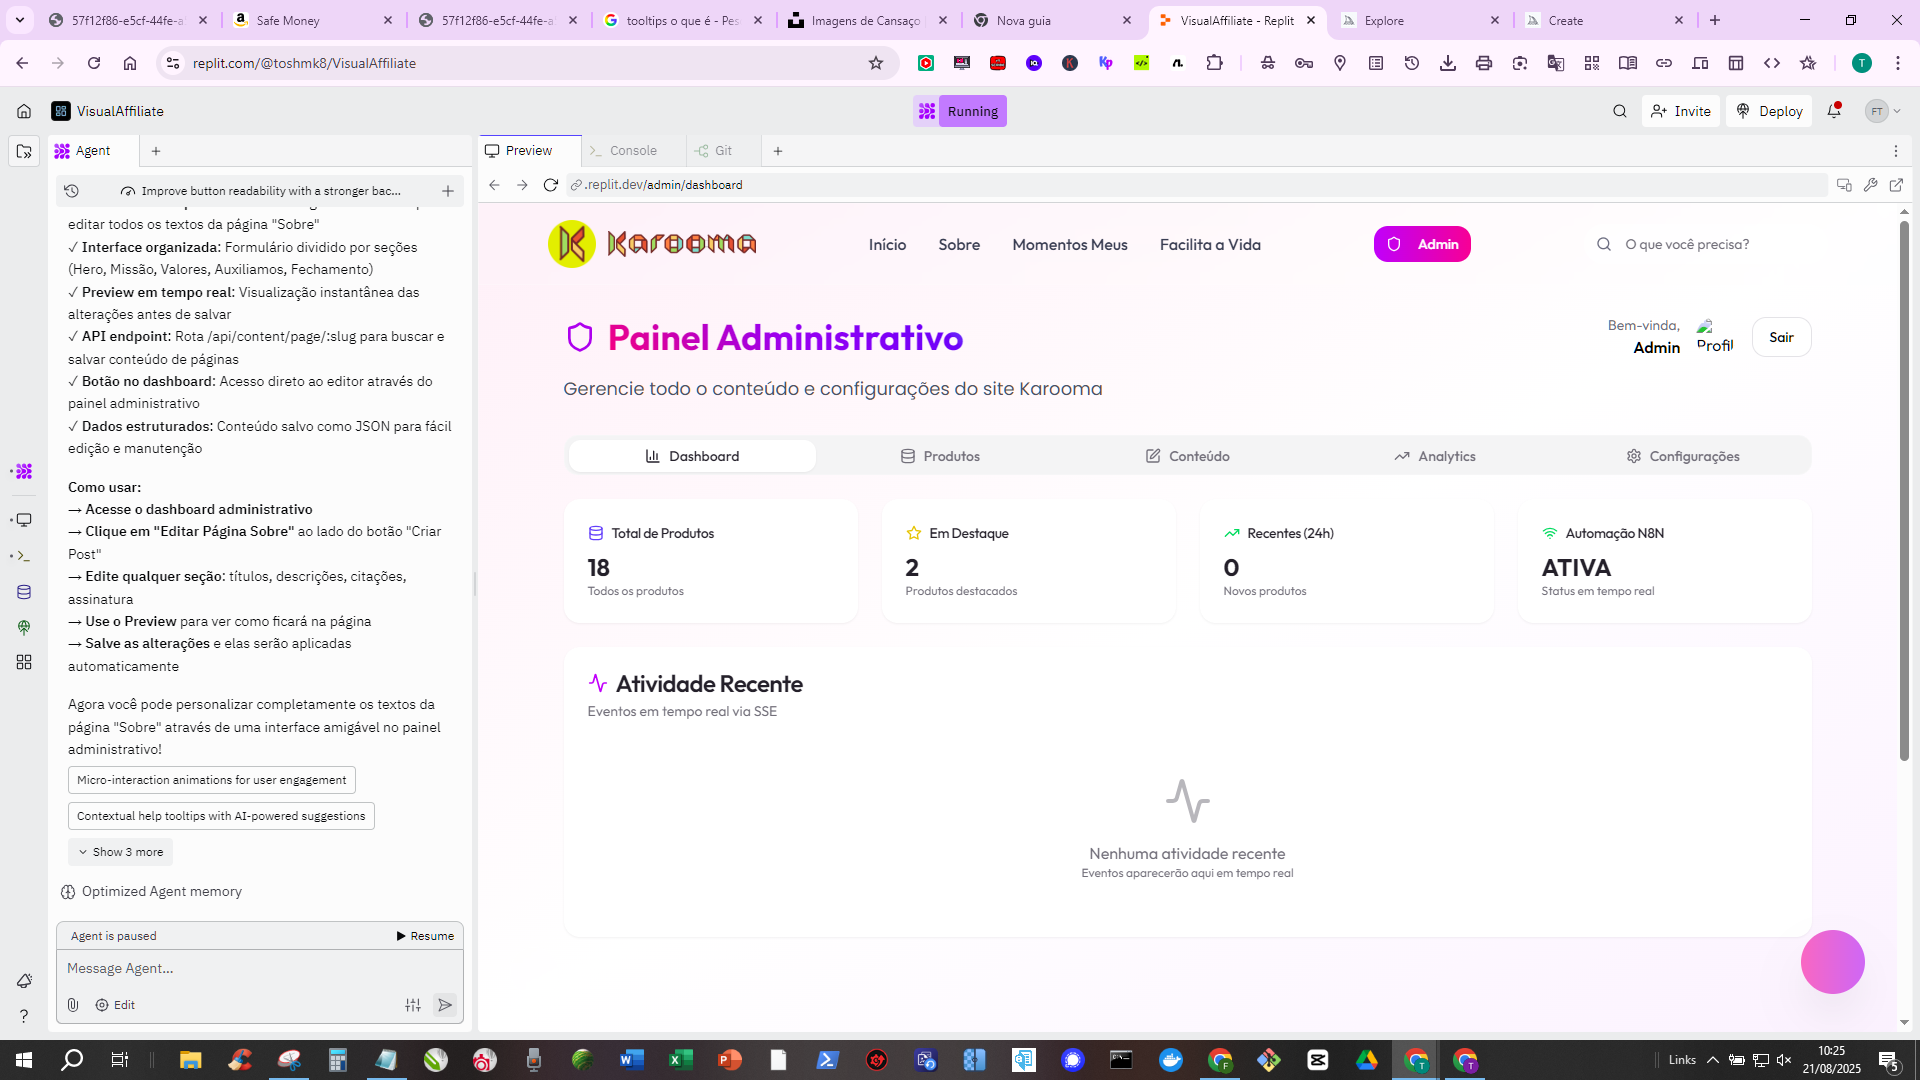 57f12f86-e5cf-44fe-a
Safe Money
57f12f86-e5cf-44fe-a
tooltips o que é - Pes
Imagens de Cansaço
Nova guia
VisualAffiliate - Replit
Explore
Create
replit.com/@toshmk8/VisualAffiliate
VisualAffiliate
Running
Invite
Deploy
FT
Agent
Preview
Console
Git
Improve button readability with a stronger bac...
.replit.dev/admin/dashboard
editar todos os textos da página "Sobre"
✓ Interface organizada: Formulário dividido por seções
(Hero, Missão, Valores, Auxiliamos, Fechamento)
✓ Preview em tempo real: Visualização instantânea das
alterações antes de salvar
✓ API endpoint: Rota /api/content/page/:slug para buscar e
salvar conteúdo de páginas
✓ Botão no dashboard: Acesso direto ao editor através do
painel administrativo
✓ Dados estruturados: Conteúdo salvo como JSON para fácil
edição e manutenção
Como usar:
→ Acesse o dashboard administrativo
→ Clique em "Editar Página Sobre" ao lado do botão "Criar
Post"
→ Edite qualquer seção: títulos, descrições, citações,
assinatura
→ Use o Preview para ver como ficará na página
→ Salve as alterações e elas serão aplicadas
automaticamente
Agora você pode personalizar completamente os textos da
página "Sobre" através de uma interface amigável no painel
administrativo!
Micro-interaction animations for user engagement
Contextual help tooltips with AI-powered suggestions
Show 3 more
Optimized Agent memory
Agent is paused
Resume
Message Agent...
Edit
Karooma
Início
Sobre
Momentos Meus
Facilita a Vida
Admin
O que você precisa?
Painel Administrativo
Bem-vinda,
Admin
Profil
Sair
Gerencie todo o conteúdo e configurações do site Karooma
Dashboard
Produtos
Conteúdo
Analytics
Configurações
Total de Produtos
18
Todos os produtos
Em Destaque
2
Produtos destacados
Recentes (24h)
0
Novos produtos
Automação N8N
ATIVA
Status em tempo real
Atividade Recente
Eventos em tempo real via SSE
Nenhuma atividade recente
Eventos aparecerão aqui em tempo real
Links
10:25
21/08/2025
5